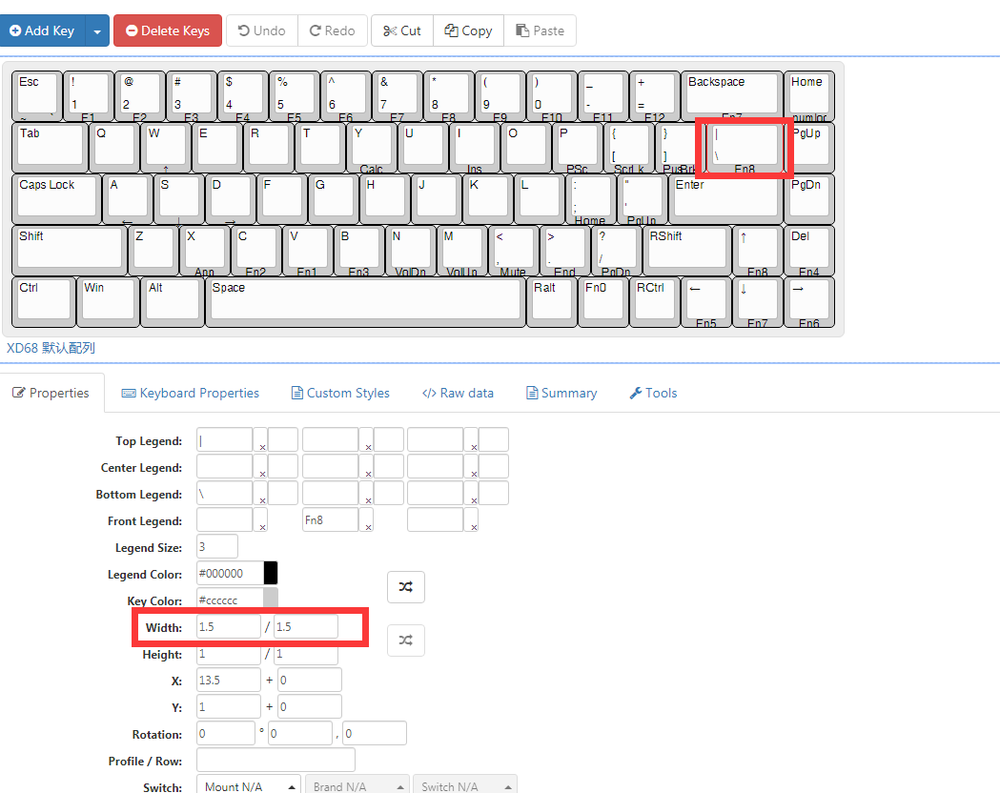 Add Key Delete Keys Undo Redo Cut Copy Paste
Esc ! @ # $ % ^ & * ( ) _ + Backspace Home
1 2 3 4 5 6 7 8 9 0 - =
~ ` F1 F2 F3 F4 F5 F6 F7 F8 F9 F10 F11 F12 Fn7 numloc
Tab Q W E R T Y U I O P { } | PgUp
[ ] \
↑ Calc Ins PSc ScrLk PusBrk Fn8
Caps Lock A S D F G H J K L : " Enter PgDn
; '
← ↓ → Home PgUp
Shift Z X C V B N M < > ? RShift ↑ Del
, . /
App Fn2 Fn1 Fn3 VolDn VolUp Mute End PgDn Fn8 Fn4
Ctrl Win Alt Space Ralt Fn0 RCtrl ← ↓ →
Fn5 Fn7 Fn6
XD68 默认配列
Properties Keyboard Properties Custom Styles </> Raw data Summary Tools
Top Legend: | x x x
Center Legend: x x x
Bottom Legend: \ x x x
Front Legend: x Fn8 x x
Legend Size: 3
Legend Color: #000000
Key Color: #cccccc
Width: 1.5 / 1.5
Height: 1 / 1
X: 13.5 + 0
Y: 1 + 0
Rotation: 0 ° 0 , 0
Profile / Row:
Switch: Mount N/A Brand N/A Switch N/A